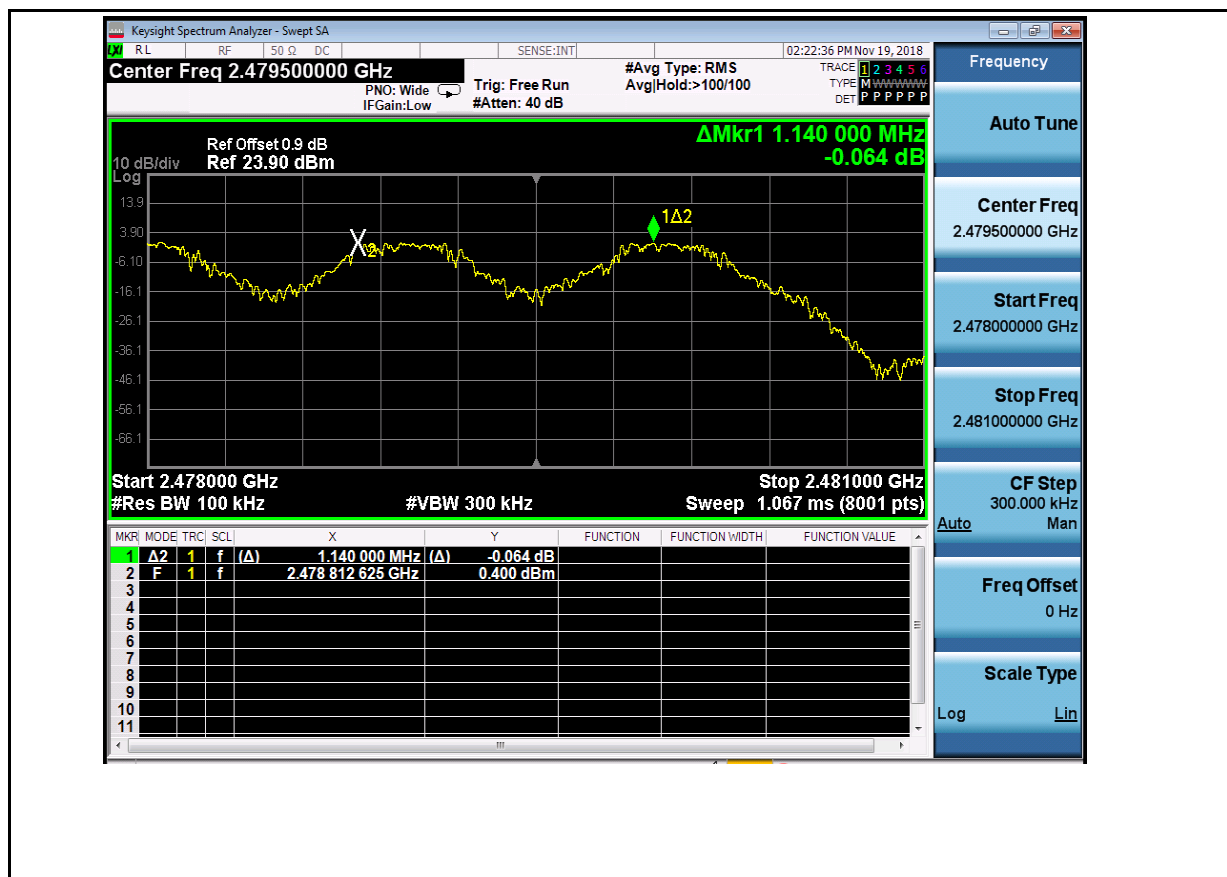 Keysight Spectrum Analyzer - Swept SA
LXI RL RF 50 Ω DC SENSE:INT 02:22:36 PM Nov 19, 2018
Center Freq 2.479500000 GHz
PNO: Wide
IFGain:Low
Trig: Free Run
#Atten: 40 dB
#Avg Type: RMS
Avg|Hold:>100/100
TRACE 1 2 3 4 5 6
TYPE M W W W W W
DET P P P P P P
ΔMkr1 1.140 000 MHz
-0.064 dB
Ref Offset 0.9 dB
10 dB/div Ref 23.90 dBm
Log
13.9
3.90
-6.10
-16.1
-26.1
-36.1
-46.1
-56.1
-66.1
X2
1Δ2
Start 2.478000 GHz Stop 2.481000 GHz
#Res BW 100 kHz #VBW 300 kHz Sweep 1.067 ms (8001 pts)
MKR MODE TRC SCL X Y FUNCTION FUNCTION WIDTH FUNCTION VALUE
1 Δ2 1 f (Δ) 1.140 000 MHz (Δ) -0.064 dB
2 F 1 f 2.478 812 625 GHz 0.400 dBm
3
4
5
6
7
8
9
10
11
Frequency
Auto Tune
Center Freq
2.479500000 GHz
Start Freq
2.478000000 GHz
Stop Freq
2.481000000 GHz
CF Step
300.000 kHz
Auto Man
Freq Offset
0 Hz
Scale Type
Log Lin